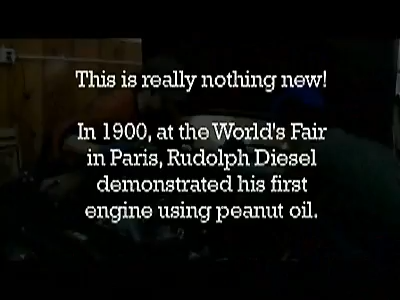 This is really nothing new!
In 1900, at the World's Fair
in Paris, Rudolph Diesel
demonstrated his first
engine using peanut oil.